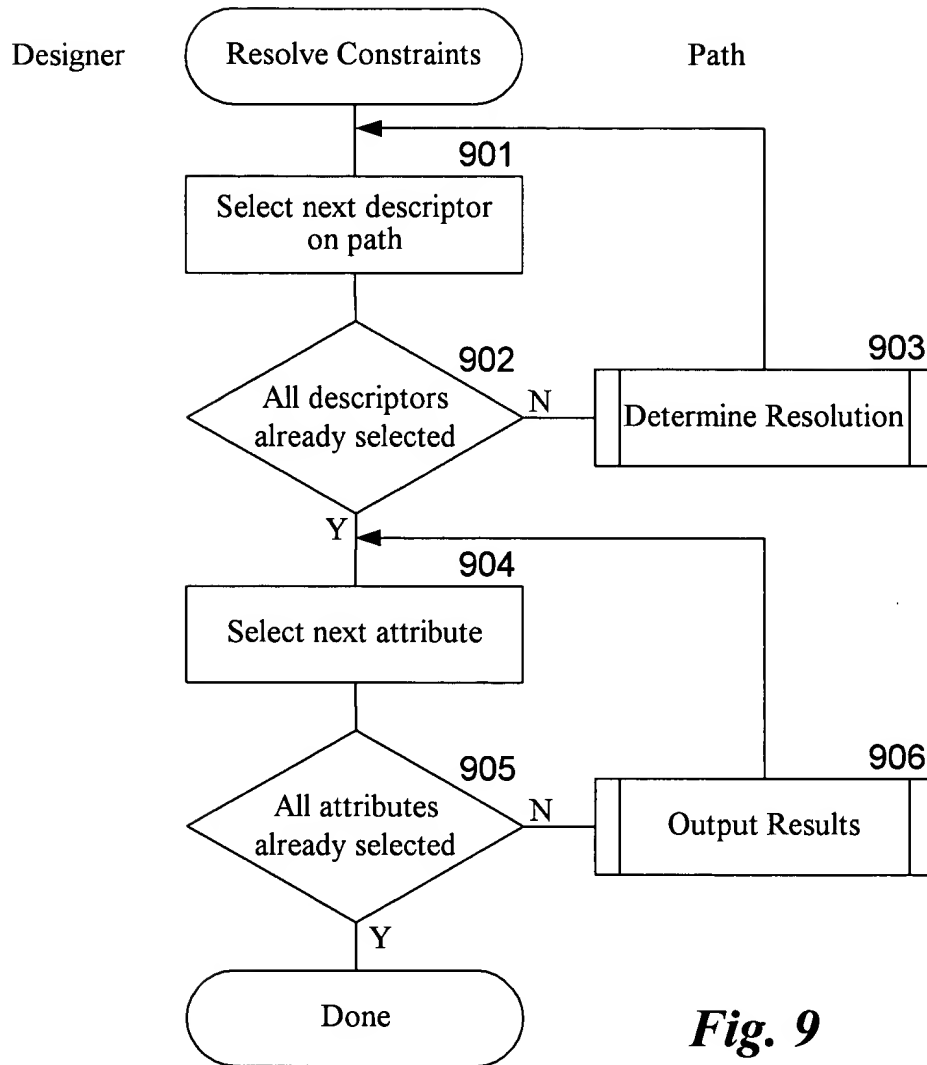 Designer
Resolve Constraints
Path
901
Select next descriptor
on path
902
All descriptors
already selected
N
903
Determine Resolution
Y
904
Select next attribute
905
All attributes
already selected
N
906
Output Results
Y
Done
Fig. 9